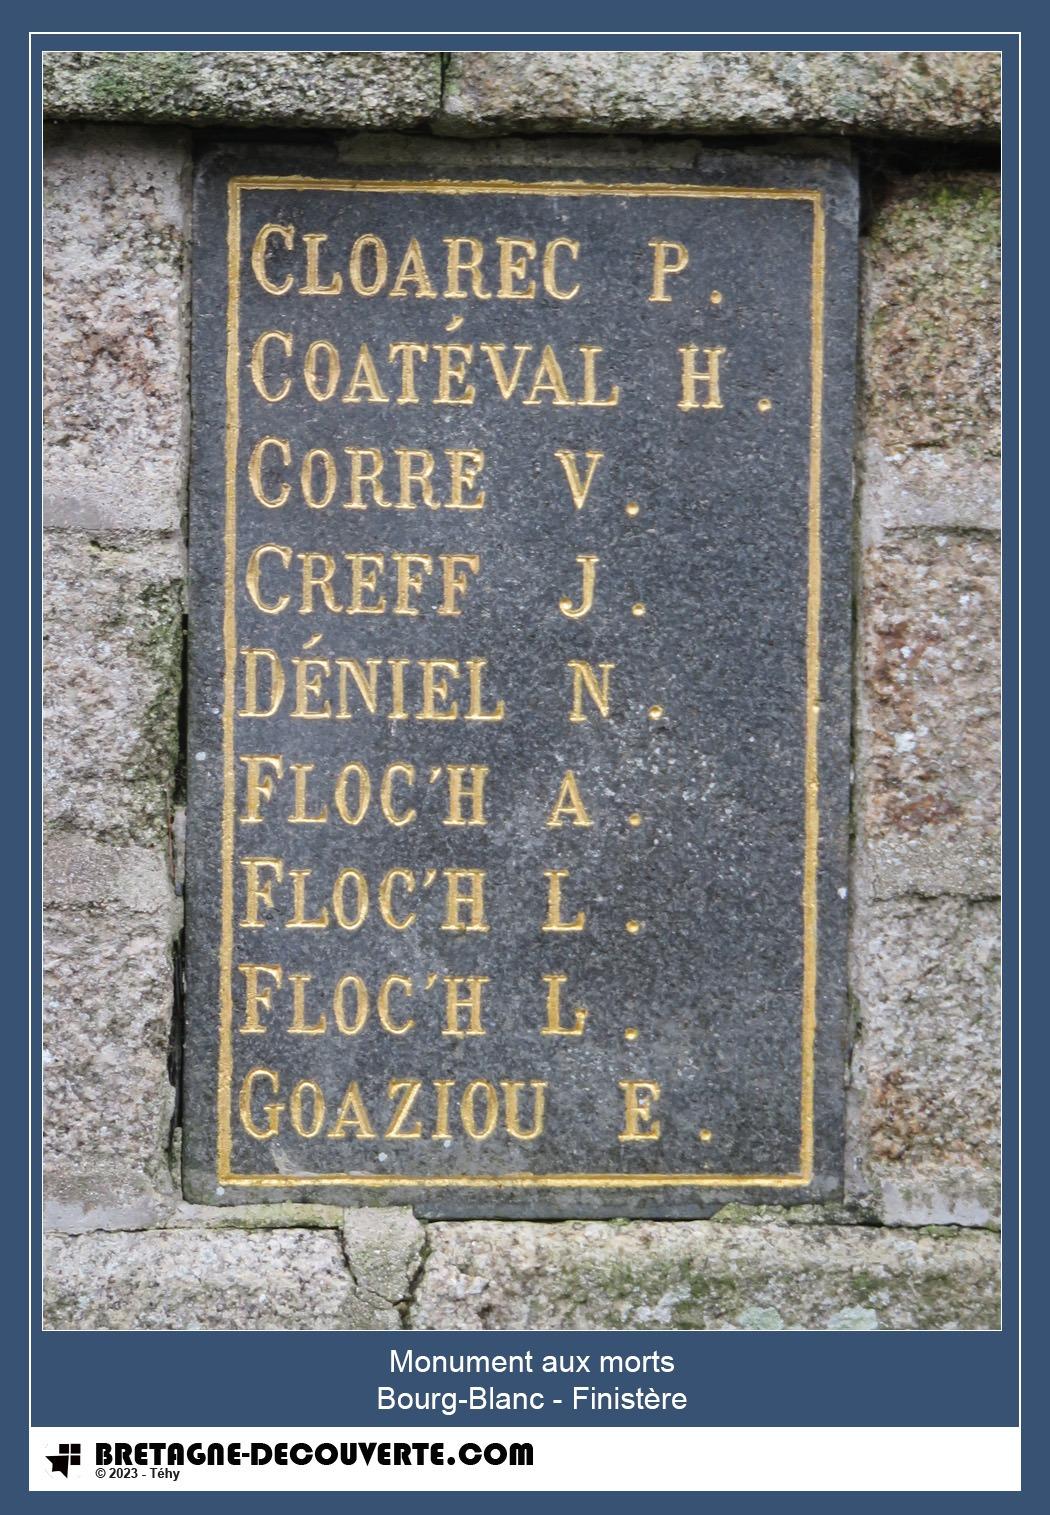 CLOAREC P.
COATÉVAL H.
CORRE V.
CREFF J.
DÉNIEL N.
FLOC'H A.
FLOC'H L.
FLOC'H L.
GOAZIOU E.
Monument aux morts
Bourg-Blanc - Finistère
BRETAGNE-DECOUVERTE.COM
© 2023 - Téhy